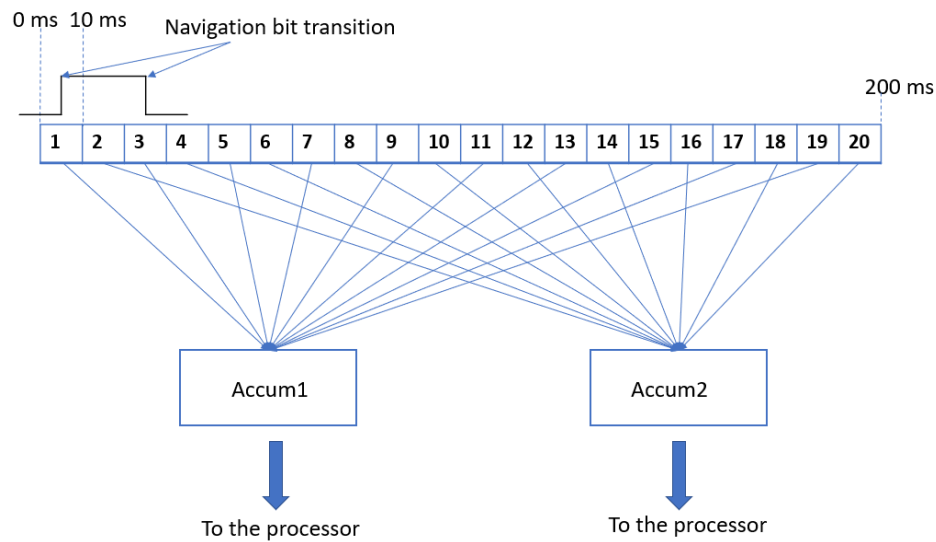 0 ms 10 ms
Navigation bit transition
200 ms
1 2 3 4 5 6 7 8 9 10 11 12 13 14 15 16 17 18 19 20
Accum1 Accum2
To the processor To the processor